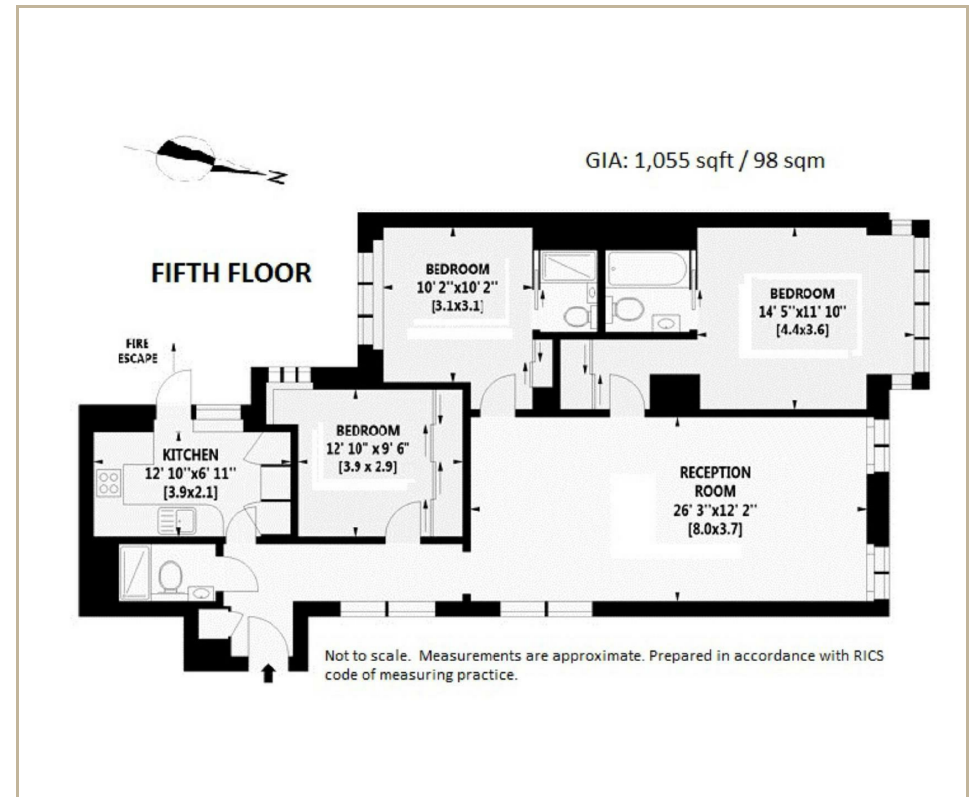 N
GIA: 1,055 sqft / 98 sqm
FIFTH FLOOR
BEDROOM
10' 2"x10' 2"
[3.1x3.1]
BEDROOM
14' 5"x11' 10"
[4.4x3.6]
FIRE
ESCAPE
KITCHEN
12' 10"x6' 11"
[3.9x2.1]
BEDROOM
12' 10" x 9' 6"
[3.9 x 2.9]
RECEPTION
ROOM
26' 3"x12' 2"
[8.0x3.7]
Not to scale.  Measurements are approximate. Prepared in accordance with RICS
code of measuring practice.